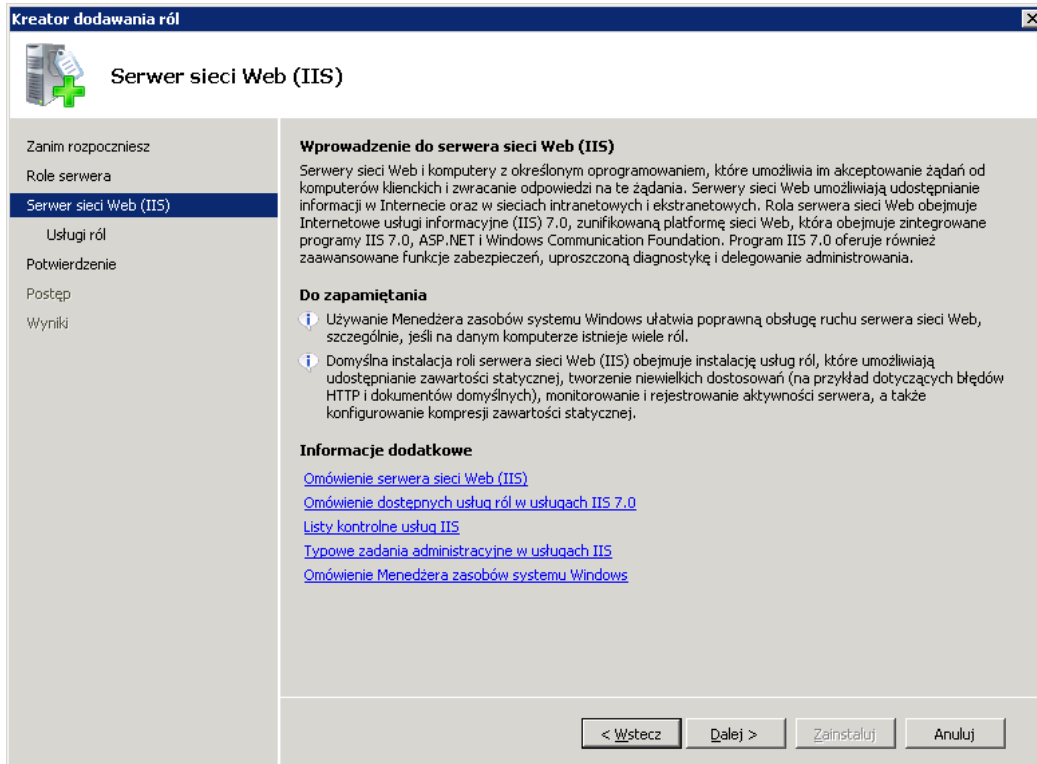 Kreator dodawania ról
Serwer sieci Web (IIS)
Zanim rozpoczniesz
Role serwera
Serwer sieci Web (IIS)
Usługi ról
Potwierdzenie
Postęp
Wyniki
Wprowadzenie do serwera sieci Web (IIS)
Serwery sieci Web i komputery z określonym oprogramowaniem, które umożliwia im akceptowanie żądań od
komputerów klienckich i zwracanie odpowiedzi na te żądania. Serwery sieci Web umożliwiają udostępnianie
informacji w Internecie oraz w sieciach intranetowych i ekstranetowych. Rola serwera sieci Web obejmuje
Internetowe usługi informacyjne (IIS) 7.0, zunifikowaną platformę sieci Web, która obejmuje zintegrowane
programy IIS 7.0, ASP.NET i Windows Communication Foundation. Program IIS 7.0 oferuje również
zaawansowane funkcje zabezpieczeń, uproszczoną diagnostykę i delegowanie administrowania.
Do zapamiętania
Używanie Menedżera zasobów systemu Windows ułatwia poprawną obsługę ruchu serwera sieci Web,
szczególnie, jeśli na danym komputerze istnieje wiele ról.
Domyślna instalacja roli serwera sieci Web (IIS) obejmuje instalację usług ról, które umożliwiają
udostępnianie zawartości statycznej, tworzenie niewielkich dostosowań (na przykład dotyczących błędów
HTTP i dokumentów domyślnych), monitorowanie i rejestrowanie aktywności serwera, a także
konfigurowanie kompresji zawartości statycznej.
Informacje dodatkowe
Omówienie serwera sieci Web (IIS)
Omówienie dostępnych usług ról w usługach IIS 7.0
Listy kontrolne usług IIS
Typowe zadania administracyjne w usługach IIS
Omówienie Menedżera zasobów systemu Windows
< Wstecz
Dalej >
Zainstaluj
Anuluj